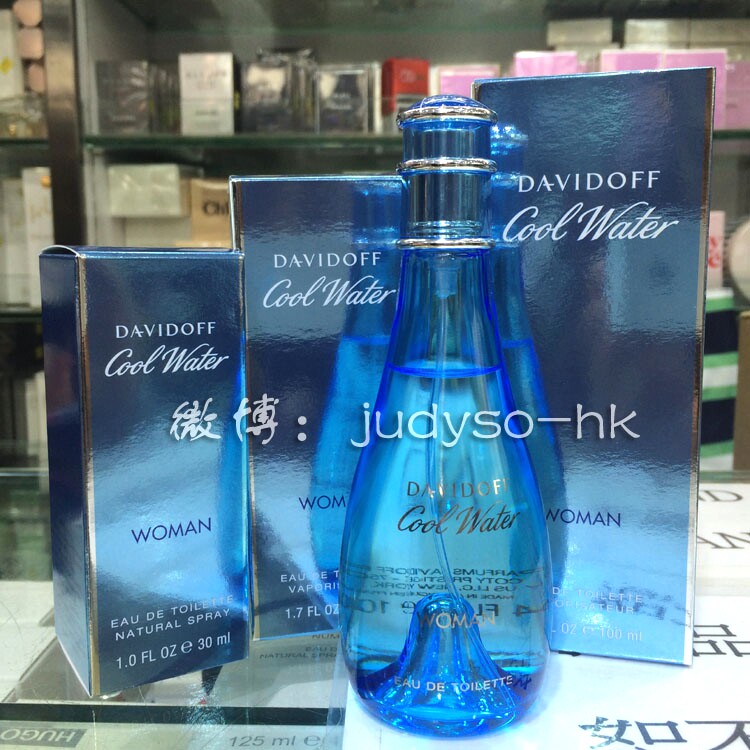 DAVIDOFF
Cool Water
WOMAN
EAU DE TOILETTE
NATURAL SPRAY
1.0 FL OZ e 30 ml
DAVIDOFF
Cool Water
WOMAN
1.7 FL
DAVIDOFF
Cool Water
WOMAN
EAU DE TOILETTE
DAVIDOFF
Cool Water
WOMAN
DE TOILETTE
OZ e 100 ml
微博：judyso-hk
HUGO
125 ml e